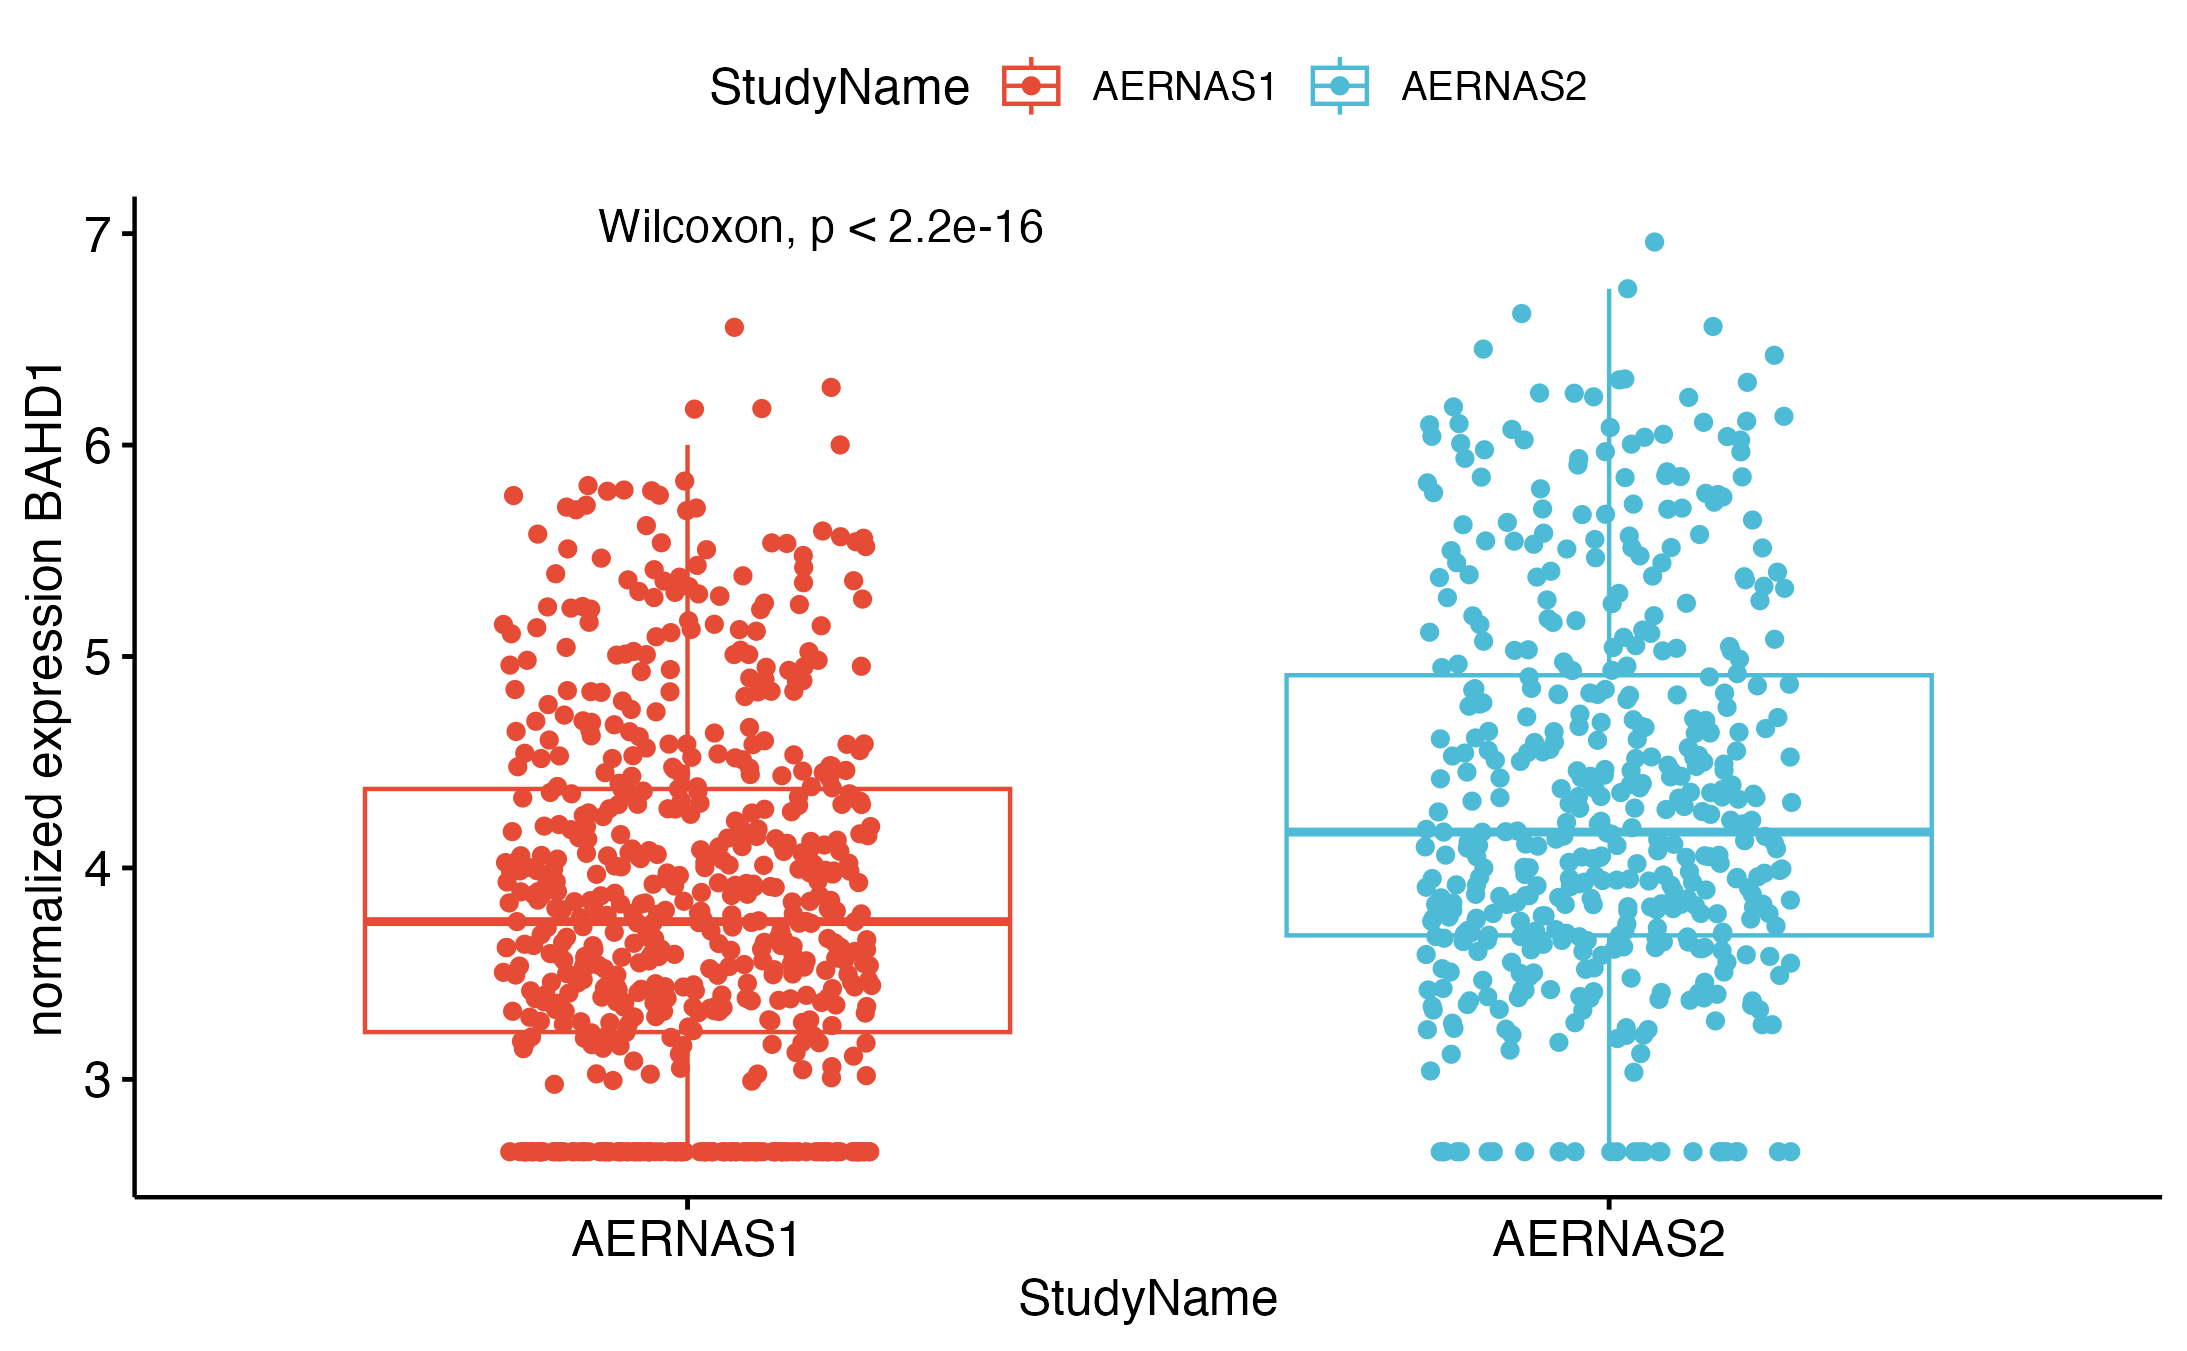 StudyName AERNAS1 AERNAS2
Wilcoxon, p < 2.2e-16
normalized expression BAHD1
7
6
5
4
3
AERNAS1 AERNAS2
StudyName